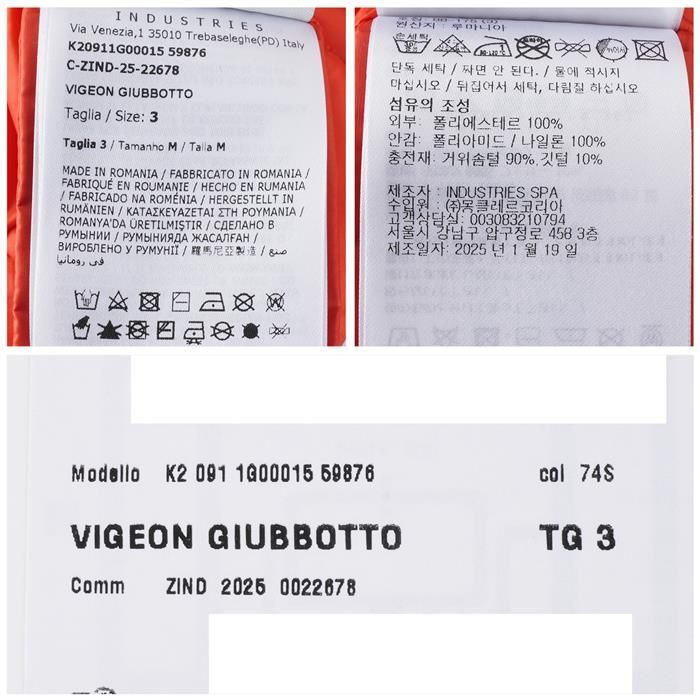 INDUSTRIES
Via Venezia,1 35010 Trebaseleghe(PD) Italy
K20911G00015 59876
C-ZIND-25-22678
VIGEON GIUBBOTTO
Taglia / Size: 3
Taglia 3 / Tamanho M / Talla M
MADE IN ROMANIA / FABBRICATO IN ROMANIA
/ FABRIQUÉ EN ROUMANIE / HECHO EN RUMANIA
/ FABRICADO NA ROMÉNIA / HERGESTELLT IN
RUMÄNIEN / ΚΑΤΑΣΚΕΥΑΖΕΤΑΙ ΣΤΗ ΡΟΥΜΑΝΙΑ /
ROMANYA'DA ÜRETILMIŞTIR / СДЕЛАНО В
РУМЫНИИ / РУМЫНИЯДА ЖАСАЛҒАН /
ВИРОБЛЕНО У РУМУНІЇ / 羅馬尼亞製造 / صنع
في رومانيا
원산지: 루마니아
손세탁
단독 세탁 / 짜면 안 된다. / 물에 적시지
마십시오 / 뒤집어서 세탁, 다림질 하십시오
섬유의 조성
외부: 폴리에스테르 100%
안감: 폴리아미드 / 나일론 100%
충전재: 거위솜털 90%, 깃털 10%
제조자 : INDUSTRIES SPA
수입원 : ㈜몽클레르코리아
고객상담실: 003083210794
서울시 강남구 압구정로 458 3층
제조일자: 2025 년 1 월 19 일
Modello K2 091 1G00015 59876 col 74S
VIGEON GIUBBOTTO TG 3
Comm ZIND 2025 0022678